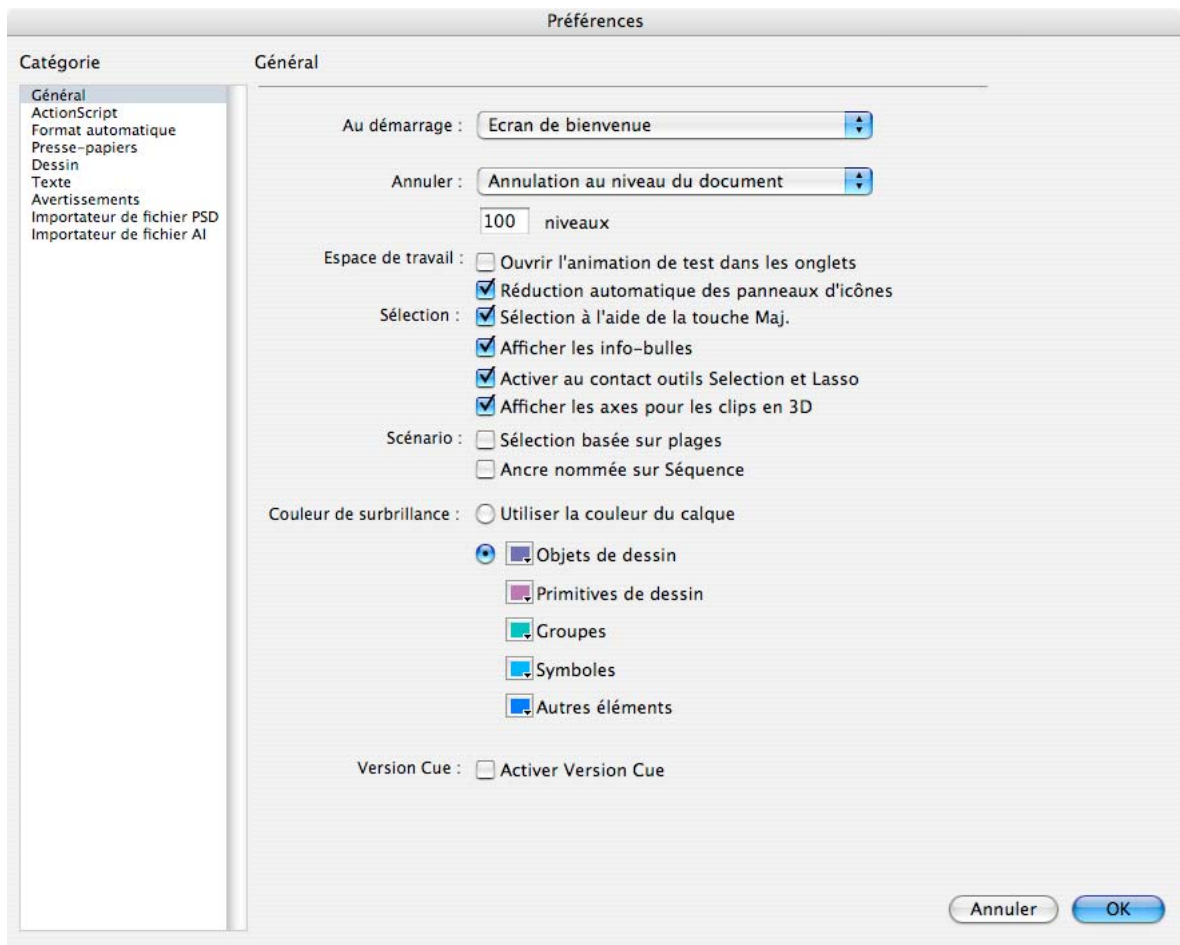 Préférences
Catégorie
Général
ActionScript
Format automatique
Presse-papiers
Dessin
Texte
Avertissements
Importateur de fichier PSD
Importateur de fichier AI
Général
Au démarrage : Ecran de bienvenue
Annuler : Annulation au niveau du document
100 niveaux
Espace de travail : Ouvrir l'animation de test dans les onglets
Réduction automatique des panneaux d'icônes
Sélection : Sélection à l'aide de la touche Maj.
Afficher les info-bulles
Activer au contact outils Selection et Lasso
Afficher les axes pour les clips en 3D
Scénario : Sélection basée sur plages
Ancre nommée sur Séquence
Couleur de surbrillance : Utiliser la couleur du calque
Objets de dessin
Primitives de dessin
Groupes
Symboles
Autres éléments
Version Cue : Activer Version Cue
Annuler OK